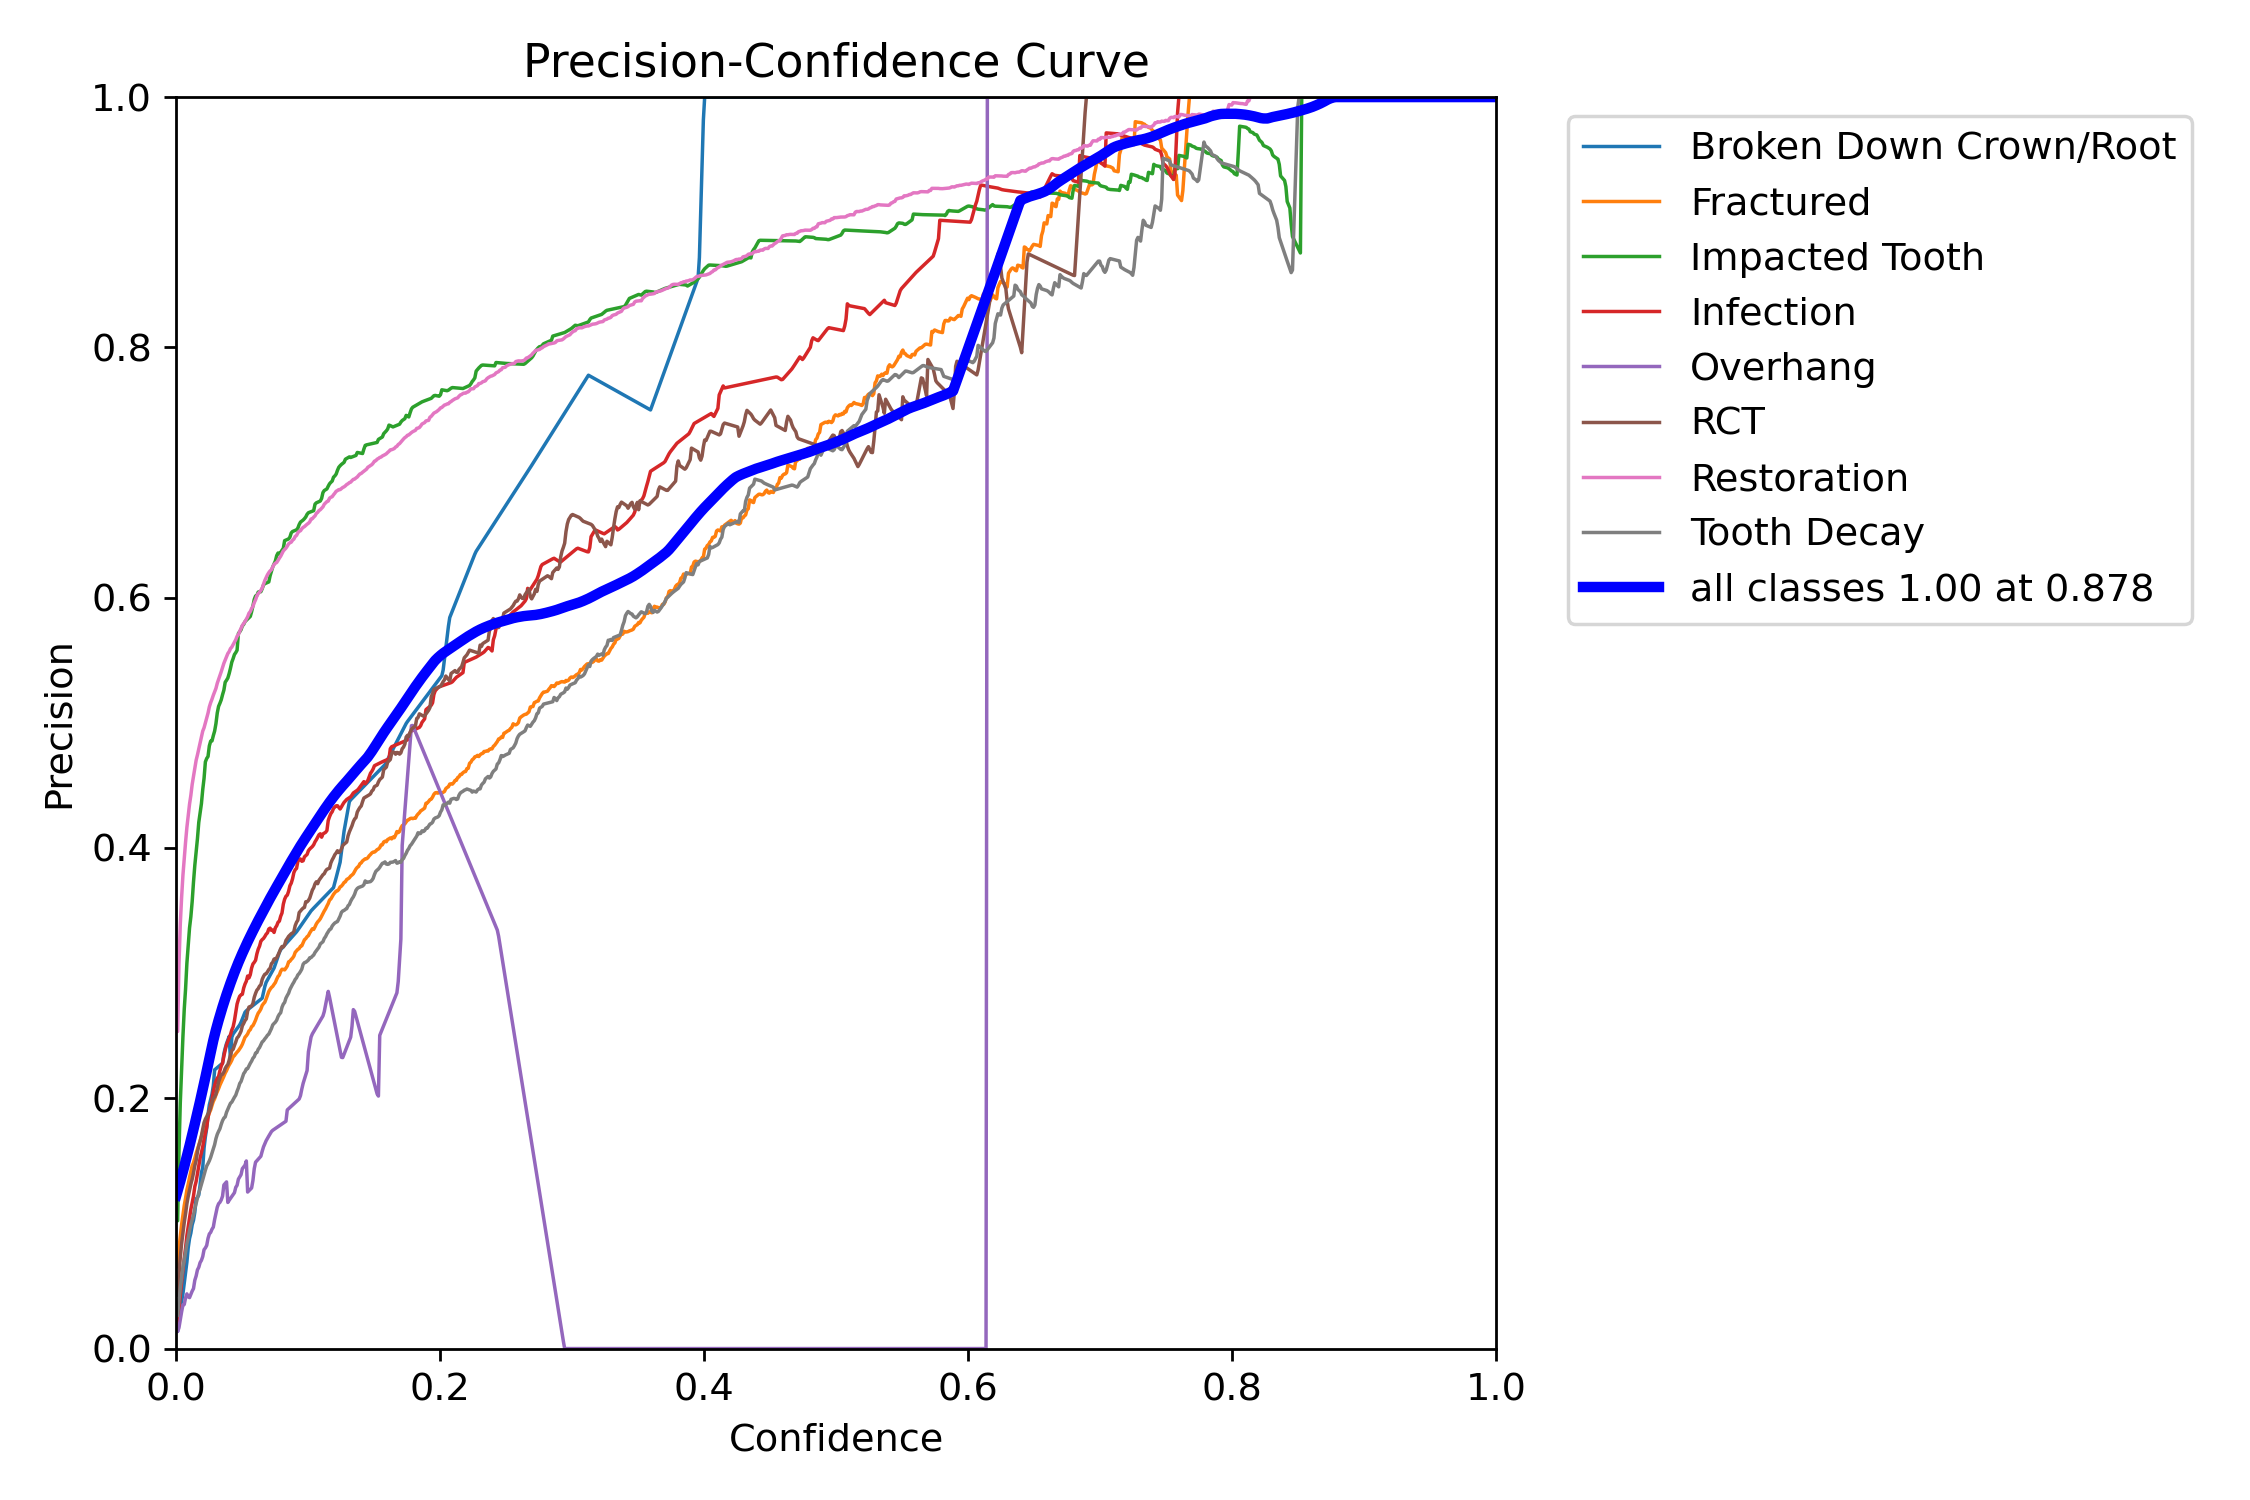 Precision-Confidence Curve
1.0
0.8
0.6
0.4
0.2
0.0
Precision
0.0 0.2 0.4 0.6 0.8 1.0
Confidence
Broken Down Crown/Root
Fractured
Impacted Tooth
Infection
Overhang
RCT
Restoration
Tooth Decay
all classes 1.00 at 0.878